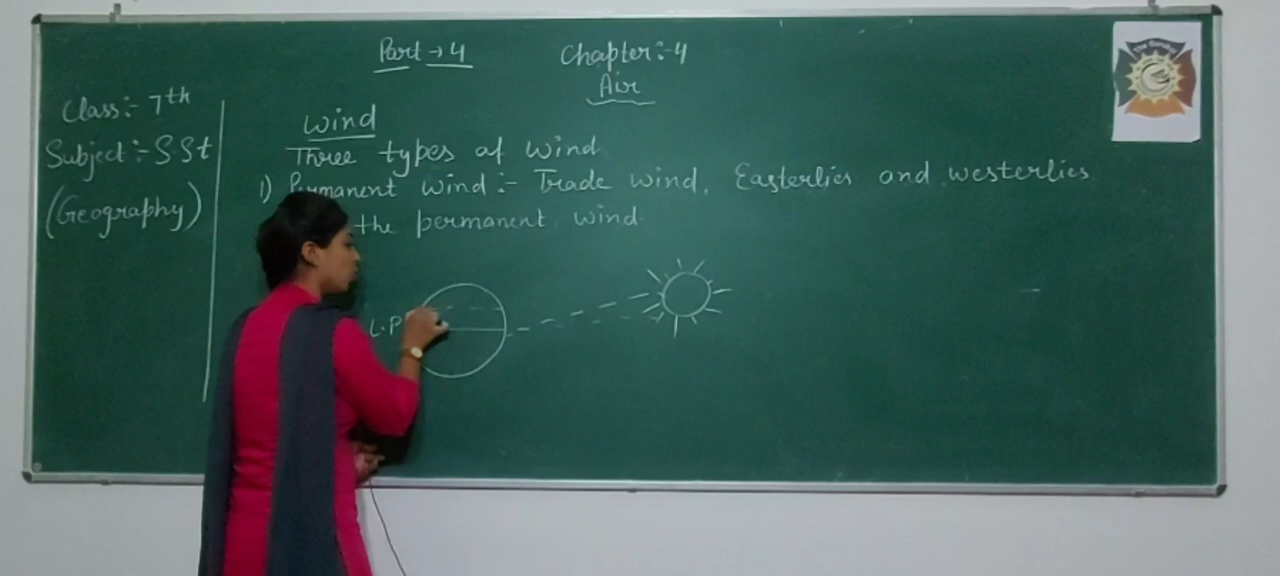 Part → 4
Chapter:-4
Air
Class:- 7th
Subject:- SSt
(Geography)
Wind
Three types of wind
1) Permanent wind:- Trade wind, Easterlies and westerlies
the permanent wind
L.P